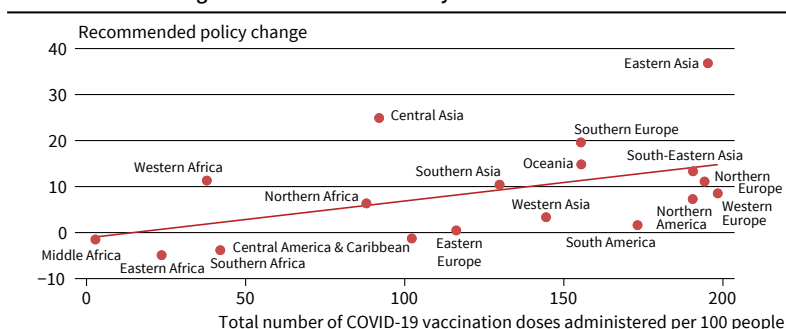 Recommended policy change
40
Eastern Asia
30
Central Asia
Southern Europe
20
Western Africa
Southern Asia
Oceania
South-Eastern Asia
Northern
Europe
10
Northern Africa
Western Asia
Northern
America
Western
Europe
0
Middle Africa
Eastern Africa
Southern Africa
Central America & Caribbean
Eastern
Europe
South America
−10
0
50
100
150
200
Total number of COVID-19 vaccination doses administered per 100 people